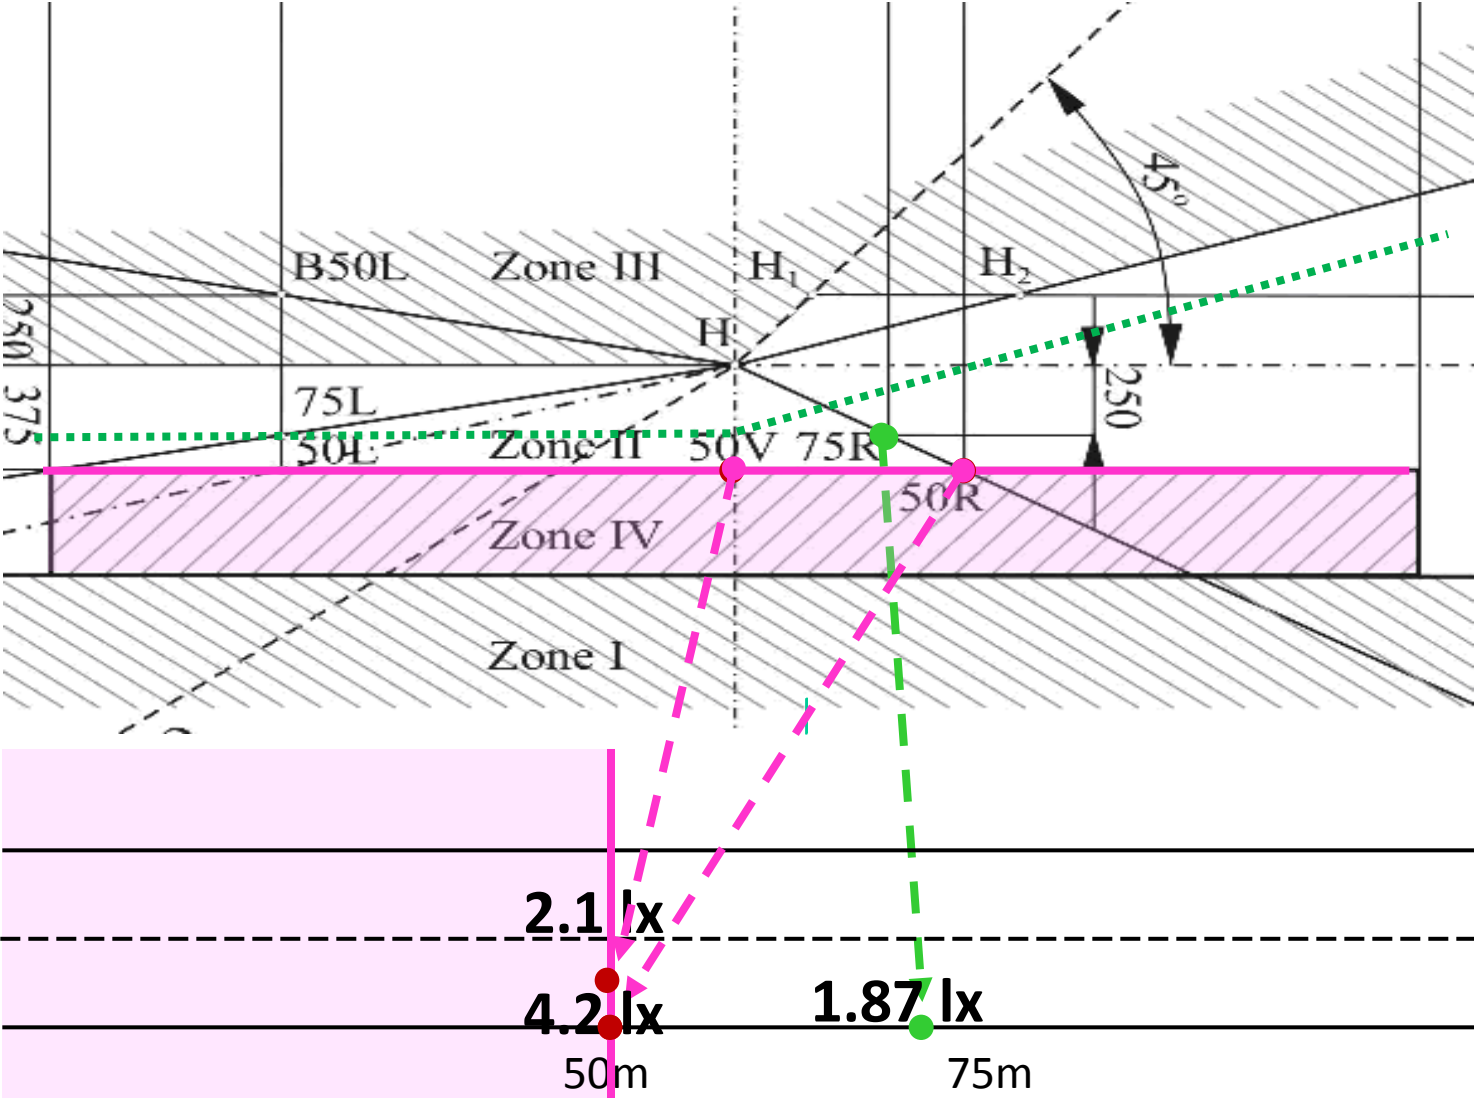 45°
B50L Zone III H₁ H₂
250
H
75L
375
250
50L Zone II 50V 75R
50R
Zone IV
Zone I
2.1 lx
4.2 lx
1.87 lx
50m
75m